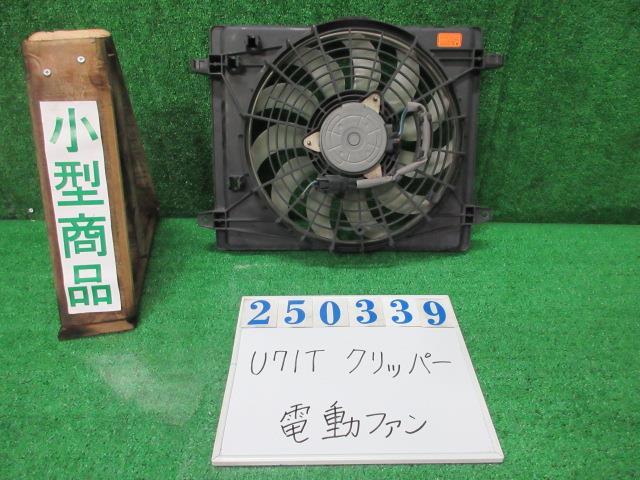 小型商品
250339
U71T クリッパー
電動ファン